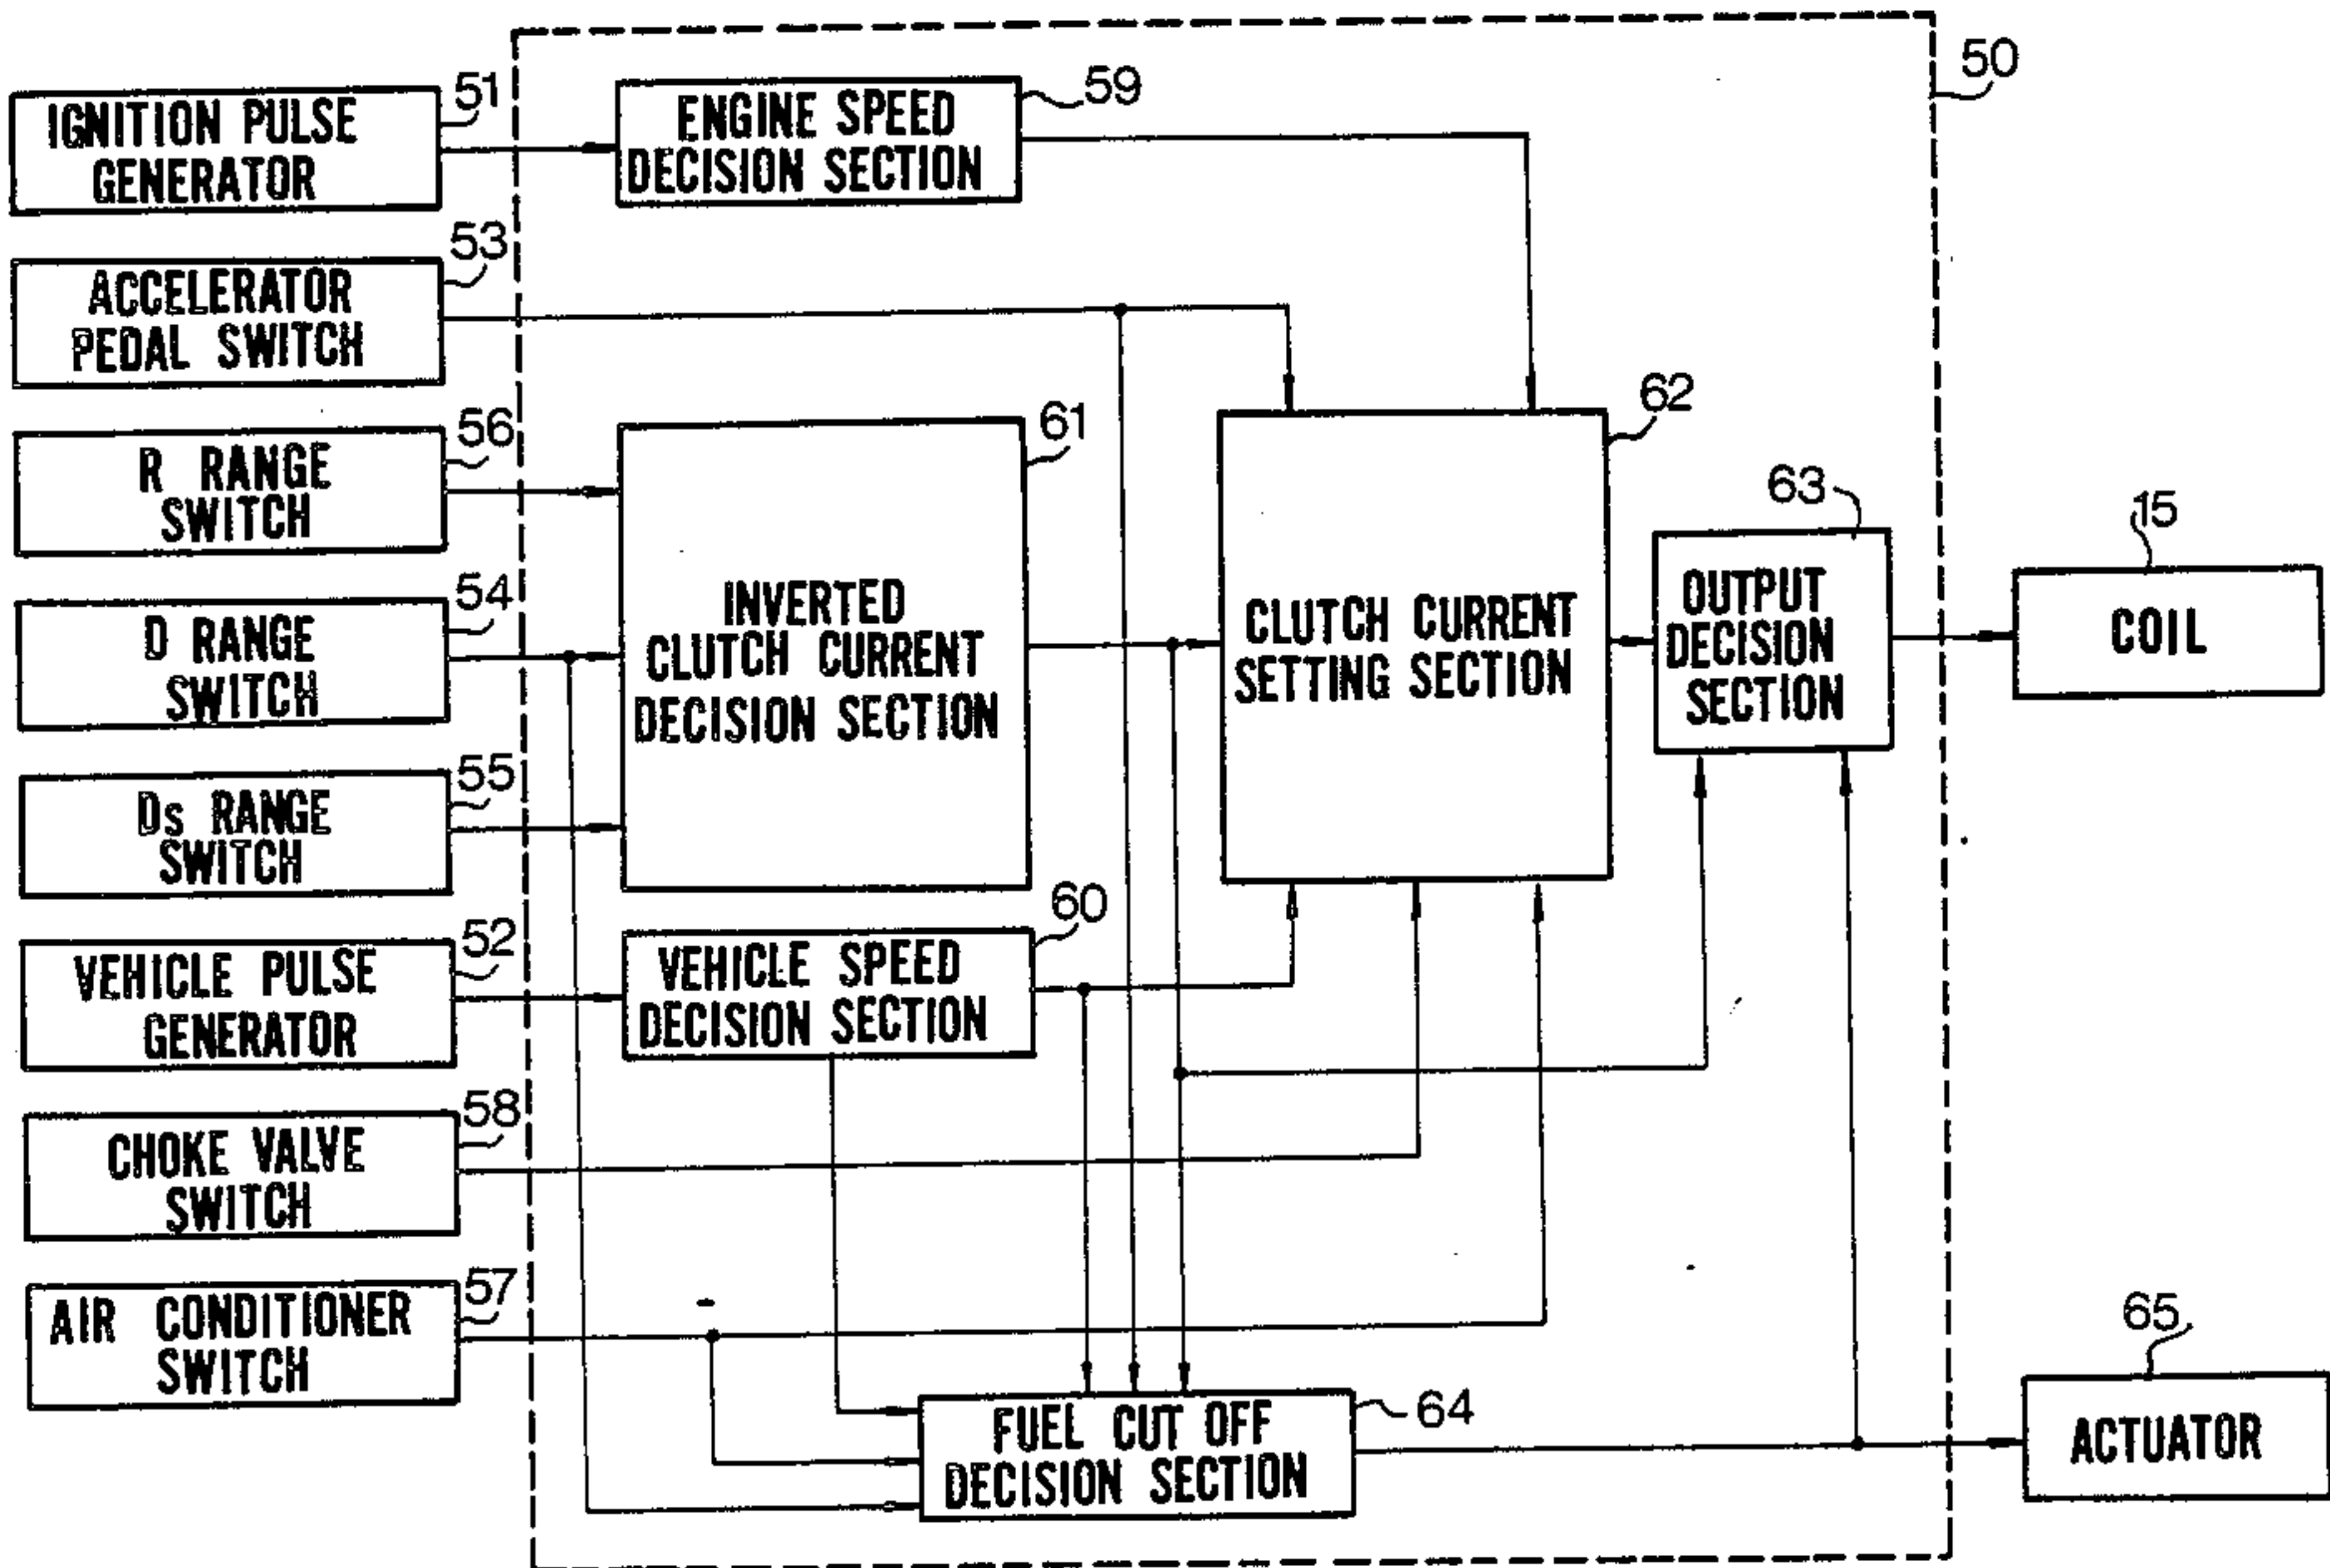 50
51
IGNITION PULSE
GENERATOR
59
ENGINE SPEED
DECISION SECTION
53
ACCELERATOR
PEDAL SWITCH
56
R RANGE
SWITCH
61
INVERTED
CLUTCH CURRENT
DECISION SECTION
62
CLUTCH CURRENT
SETTING SECTION
63
OUTPUT
DECISION
SECTION
15
COIL
54
D RANGE
SWITCH
55
Ds RANGE
SWITCH
52
VEHICLE PULSE
GENERATOR
60
VEHICLE SPEED
DECISION SECTION
58
CHOKE VALVE
SWITCH
57
AIR CONDITIONER
SWITCH
64
FUEL CUT OFF
DECISION SECTION
65
ACTUATOR